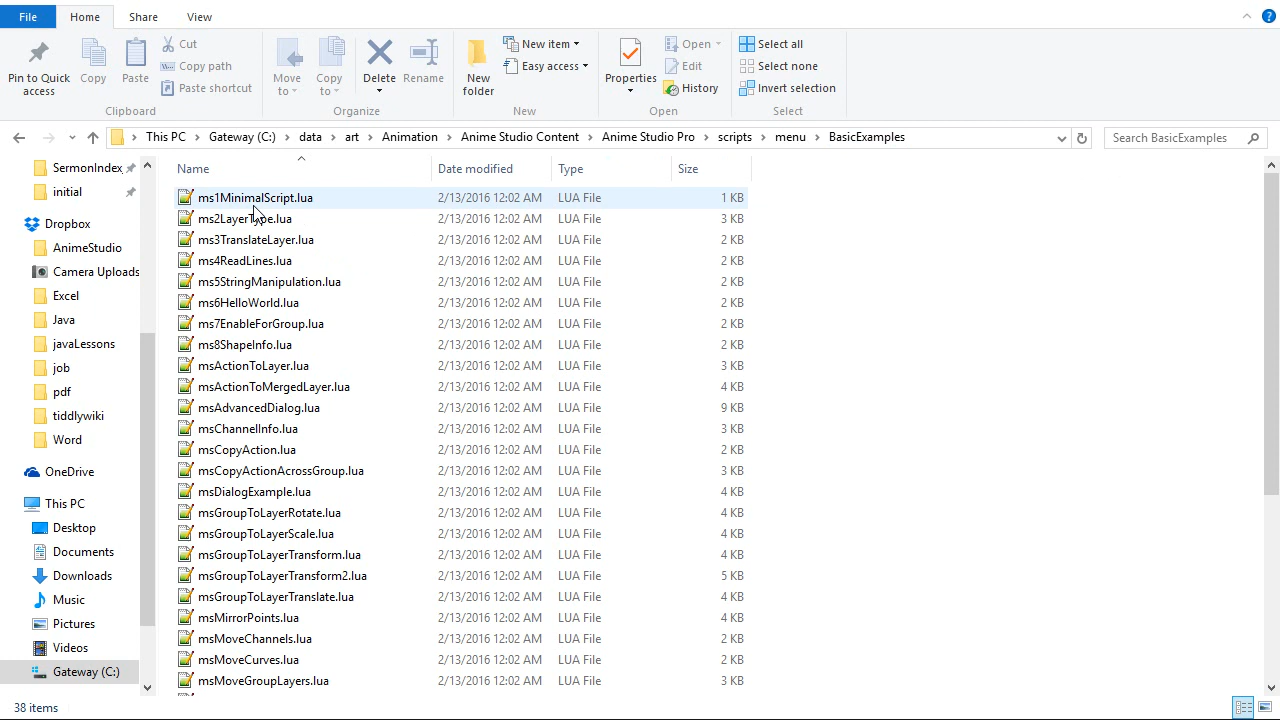 File Home Share View
Pin to Quick access
Copy
Paste
Cut
Copy path
Paste shortcut
Clipboard
Move to
Copy to
Delete
Rename
Organize
New folder
New item
Easy access
New
Properties
Open
Edit
History
Open
Select all
Select none
Invert selection
Select
This PC > Gateway (C:) > data > art > Animation > Anime Studio Content > Anime Studio Pro > scripts > menu > BasicExamples
Search BasicExamples
SermonIndex
initial
Dropbox
AnimeStudio
Camera Uploads
Excel
Java
javaLessons
job
pdf
tiddlywiki
Word
OneDrive
This PC
Desktop
Documents
Downloads
Music
Pictures
Videos
Gateway (C:)
Name Date modified Type Size
ms1MinimalScript.lua 2/13/2016 12:02 AM LUA File 1 KB
ms2LayerType.lua 2/13/2016 12:02 AM LUA File 3 KB
ms3TranslateLayer.lua 2/13/2016 12:02 AM LUA File 2 KB
ms4ReadLines.lua 2/13/2016 12:02 AM LUA File 2 KB
ms5StringManipulation.lua 2/13/2016 12:02 AM LUA File 2 KB
ms6HelloWorld.lua 2/13/2016 12:02 AM LUA File 2 KB
ms7EnableForGroup.lua 2/13/2016 12:02 AM LUA File 2 KB
ms8ShapeInfo.lua 2/13/2016 12:02 AM LUA File 2 KB
msActionToLayer.lua 2/13/2016 12:02 AM LUA File 3 KB
msActionToMergedLayer.lua 2/13/2016 12:02 AM LUA File 4 KB
msAdvancedDialog.lua 2/13/2016 12:02 AM LUA File 9 KB
msChannelInfo.lua 2/13/2016 12:02 AM LUA File 3 KB
msCopyAction.lua 2/13/2016 12:02 AM LUA File 2 KB
msCopyActionAcrossGroup.lua 2/13/2016 12:02 AM LUA File 3 KB
msDialogExample.lua 2/13/2016 12:02 AM LUA File 4 KB
msGroupToLayerRotate.lua 2/13/2016 12:02 AM LUA File 4 KB
msGroupToLayerScale.lua 2/13/2016 12:02 AM LUA File 4 KB
msGroupToLayerTransform.lua 2/13/2016 12:02 AM LUA File 4 KB
msGroupToLayerTransform2.lua 2/13/2016 12:02 AM LUA File 5 KB
msGroupToLayerTranslate.lua 2/13/2016 12:02 AM LUA File 4 KB
msMirrorPoints.lua 2/13/2016 12:02 AM LUA File 4 KB
msMoveChannels.lua 2/13/2016 12:02 AM LUA File 2 KB
msMoveCurves.lua 2/13/2016 12:02 AM LUA File 2 KB
msMoveGroupLayers.lua 2/13/2016 12:02 AM LUA File 3 KB
38 items